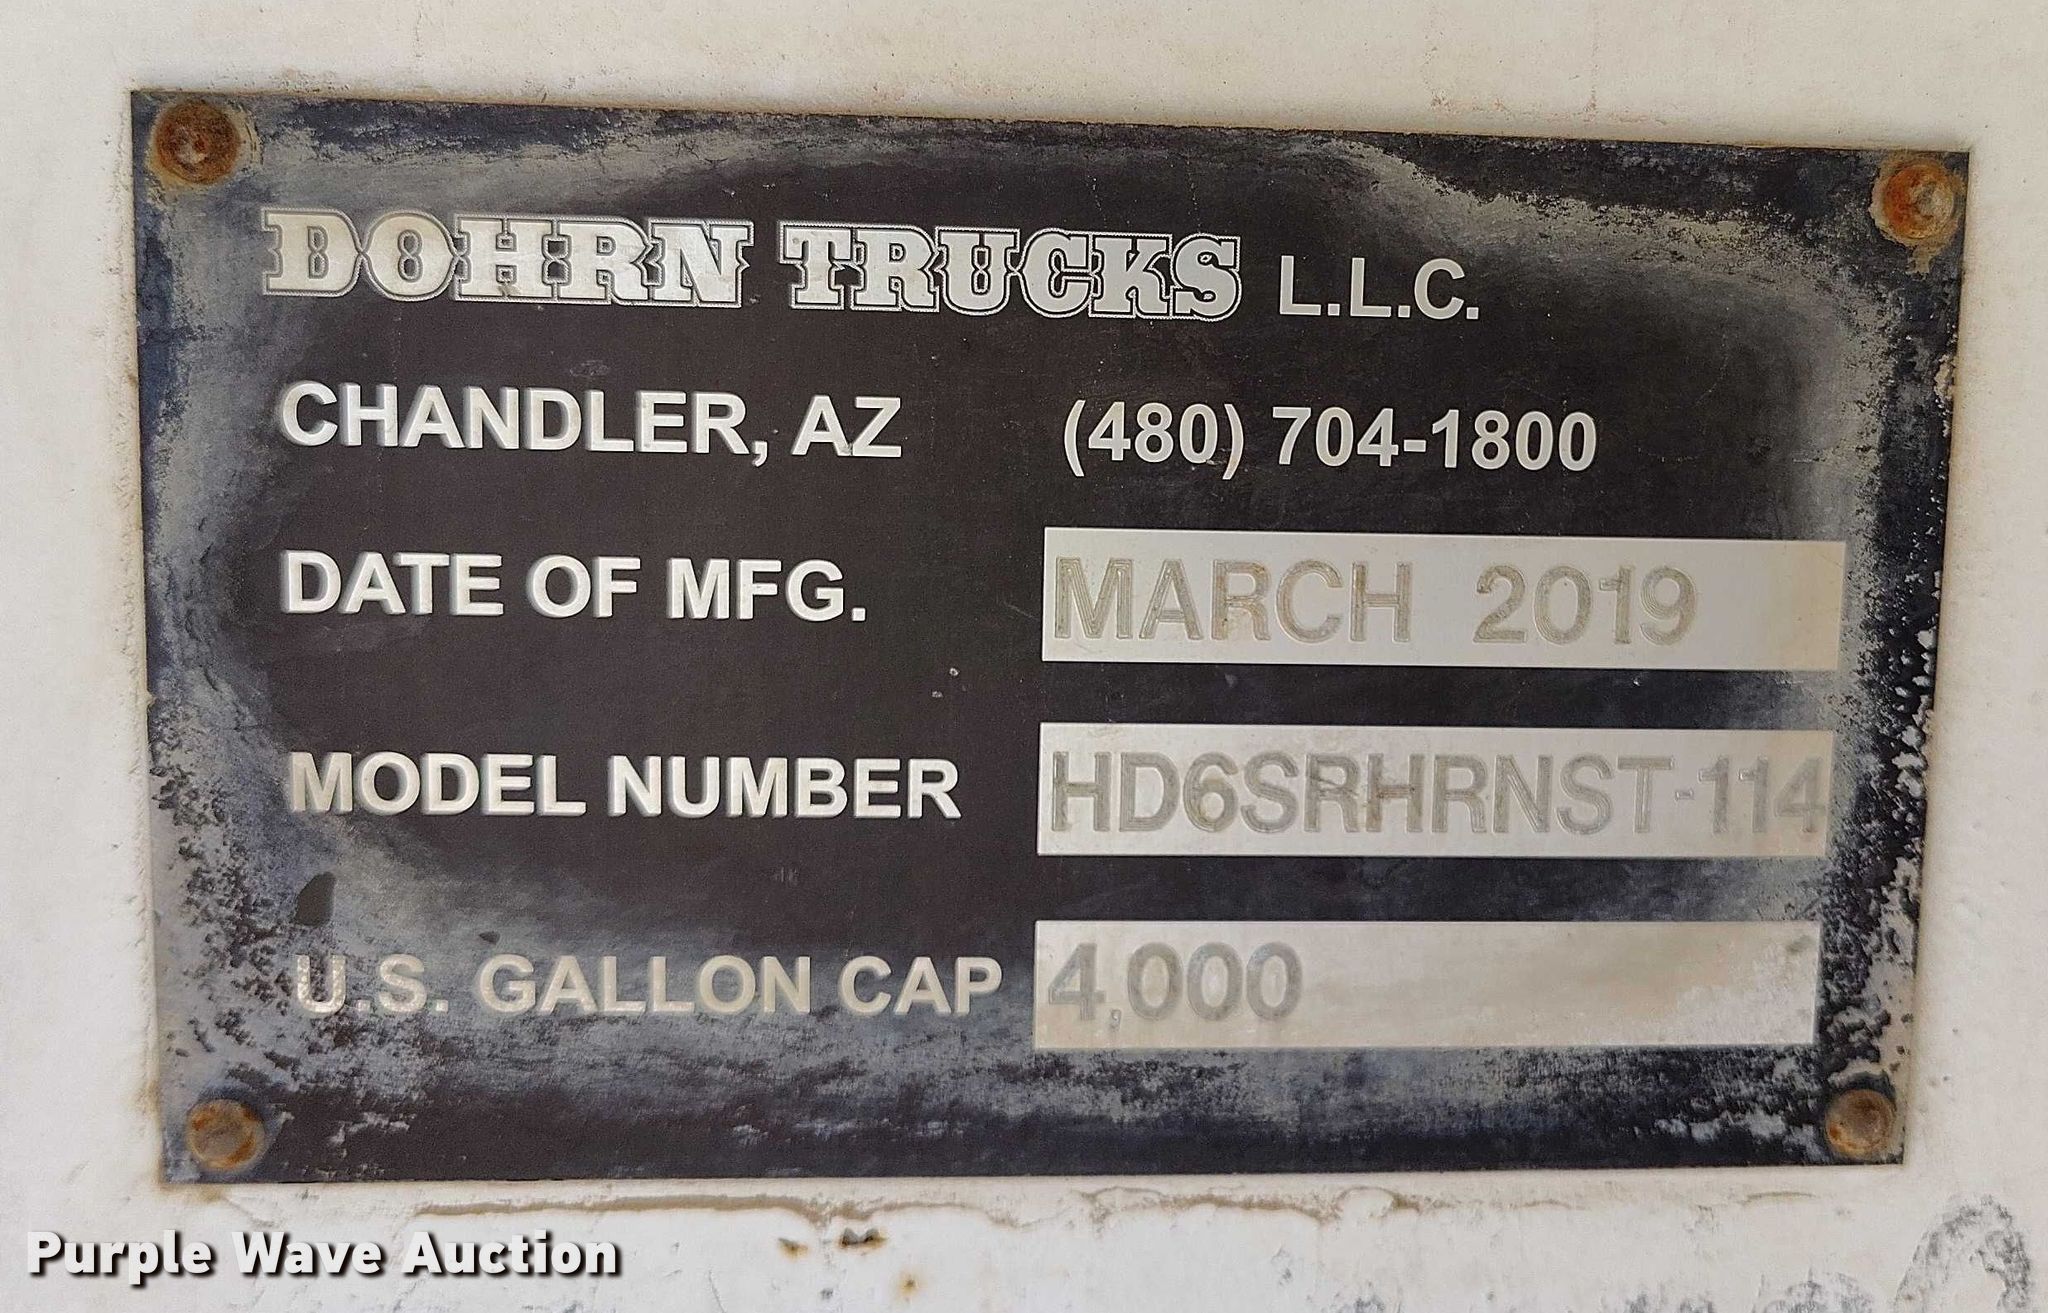 DOHRN TRUCKS L.L.C.
CHANDLER, AZ (480) 704-1800
DATE OF MFG. MARCH 2019
MODEL NUMBER HD6SRHRNST-114
U.S. GALLON CAP 4,000
Purple Wave Auction